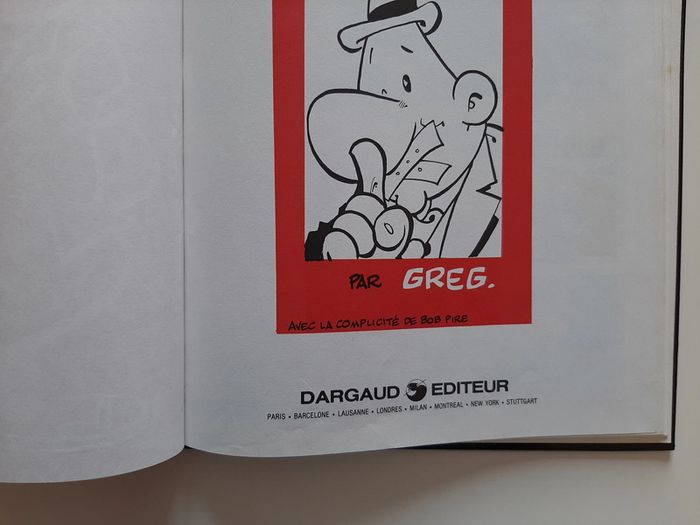 PAR GREG.
AVEC LA COMPLICITÉ DE BOB PIRE
DARGAUD EDITEUR
PARIS • BARCELONE • LAUSANNE • LONDRES • MILAN • MONTREAL • NEW YORK • STUTTGART